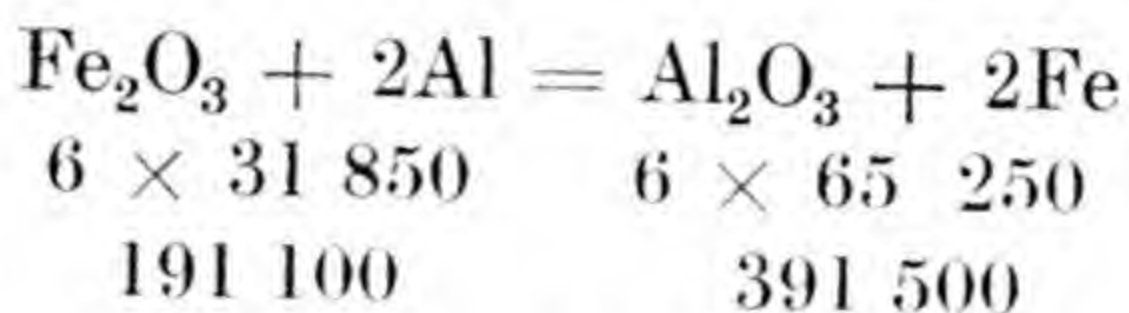 Fe₂O₃ + 2Al = Al₂O₃ + 2Fe
6 × 31 850 6 × 65 250
191 100 391 500